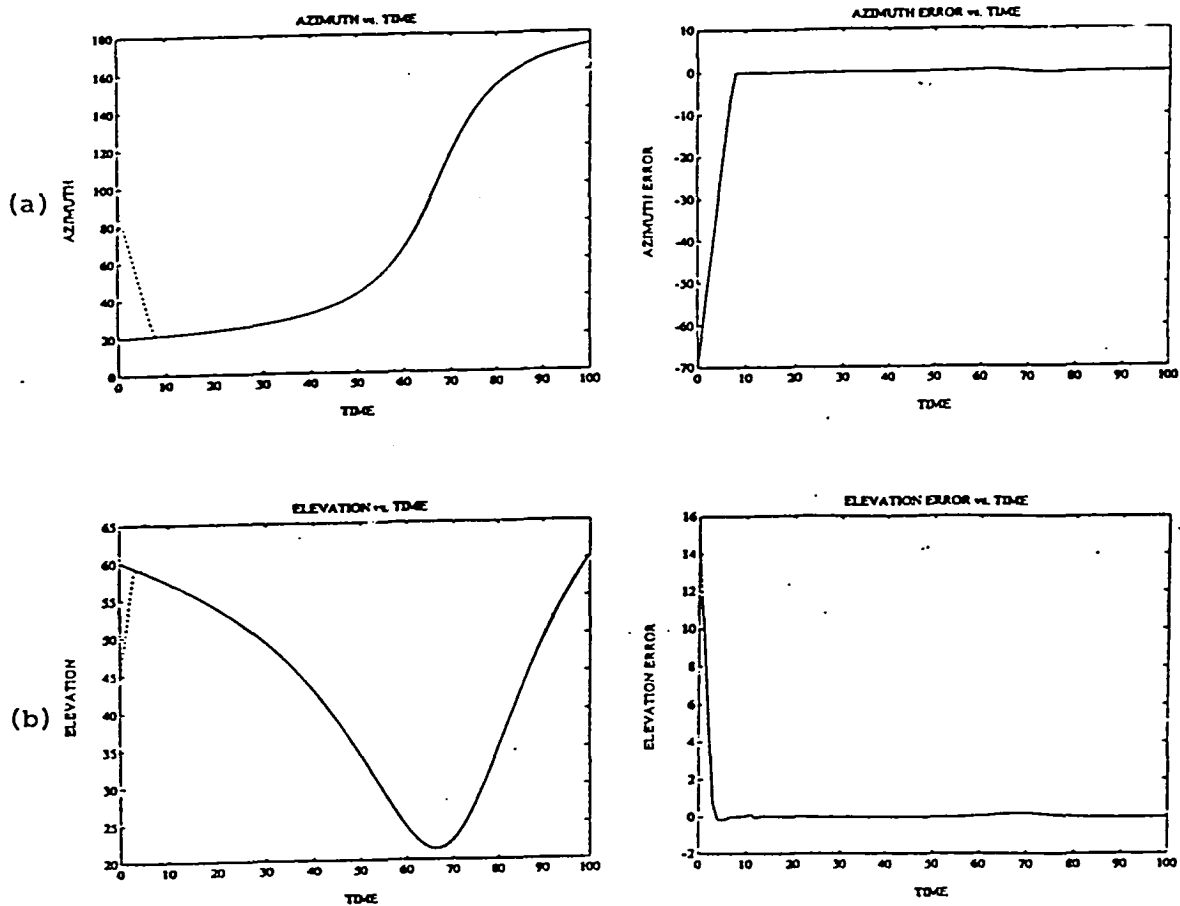 AZIMUTH vs. TIME
180
160
140
120
100
80
60
40
20
0
AZIMUTH
0 10 20 30 40 50 60 70 80 90 100
TIME
(a)
AZIMUTH ERROR vs. TIME
10
0
-10
-20
-30
-40
-50
-60
-70
AZIMUTH ERROR
0 10 20 30 40 50 60 70 80 90 100
TIME
ELEVATION vs. TIME
65
60
55
50
45
40
35
30
25
20
ELEVATION
0 10 20 30 40 50 60 70 80 90 100
TIME
(b)
ELEVATION ERROR vs. TIME
16
14
12
10
8
6
4
2
0
-2
ELEVATION ERROR
0 10 20 30 40 50 60 70 80 90 100
TIME